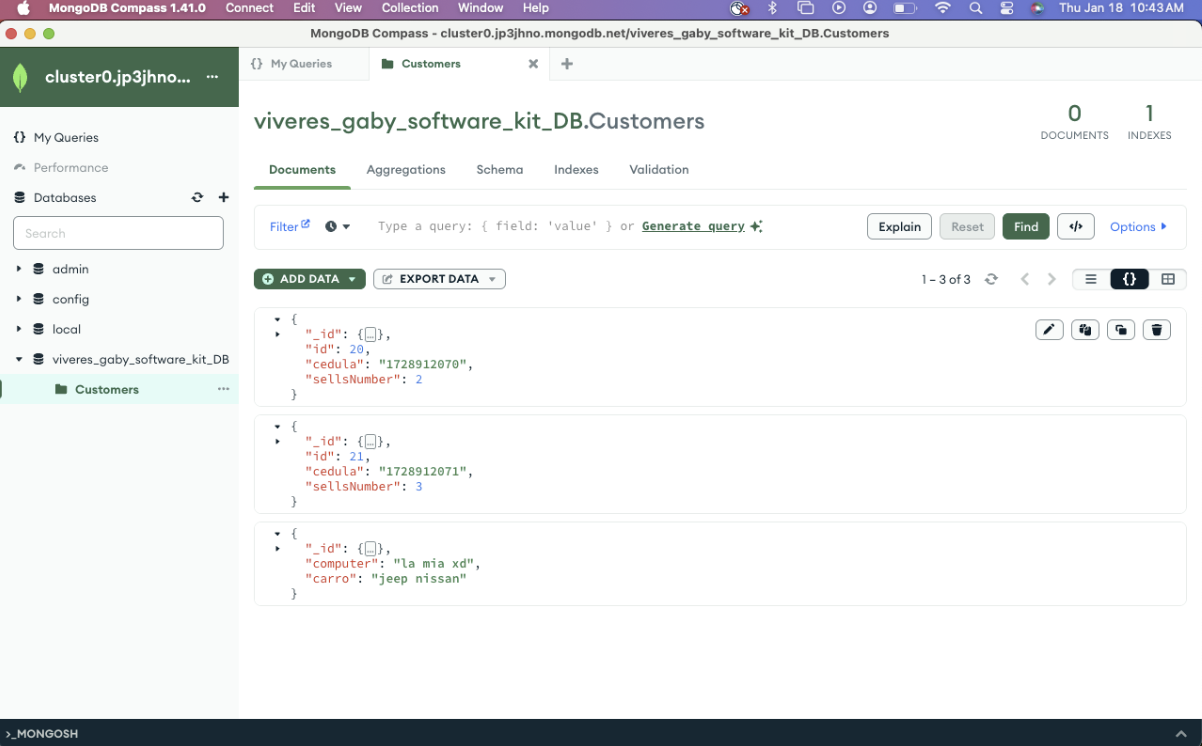 MongoDB Compass 1.41.0 Connect Edit View Collection Window Help Thu Jan 18 10:43 AM
MongoDB Compass - cluster0.jp3jhno.mongodb.net/viveres_gaby_software_kit_DB.Customers
cluster0.jp3jhno... ...
{} My Queries
Customers
{} My Queries
Performance
Databases
Search
admin
config
local
viveres_gaby_software_kit_DB
Customers ...
viveres_gaby_software_kit_DB.Customers
0
DOCUMENTS
1
INDEXES
Documents Aggregations Schema Indexes Validation
Filter Type a query: { field: 'value' } or Generate query Explain Reset Find </> Options
ADD DATA EXPORT DATA 1 – 3 of 3 {}
{
"_id": {...},
"id": 20,
"cedula": "1728912070",
"sellsNumber": 2
}
{
"_id": {...},
"id": 21,
"cedula": "1728912071",
"sellsNumber": 3
}
{
"_id": {...},
"computer": "la mia xd",
"carro": "jeep nissan"
}
>_MONGOSH